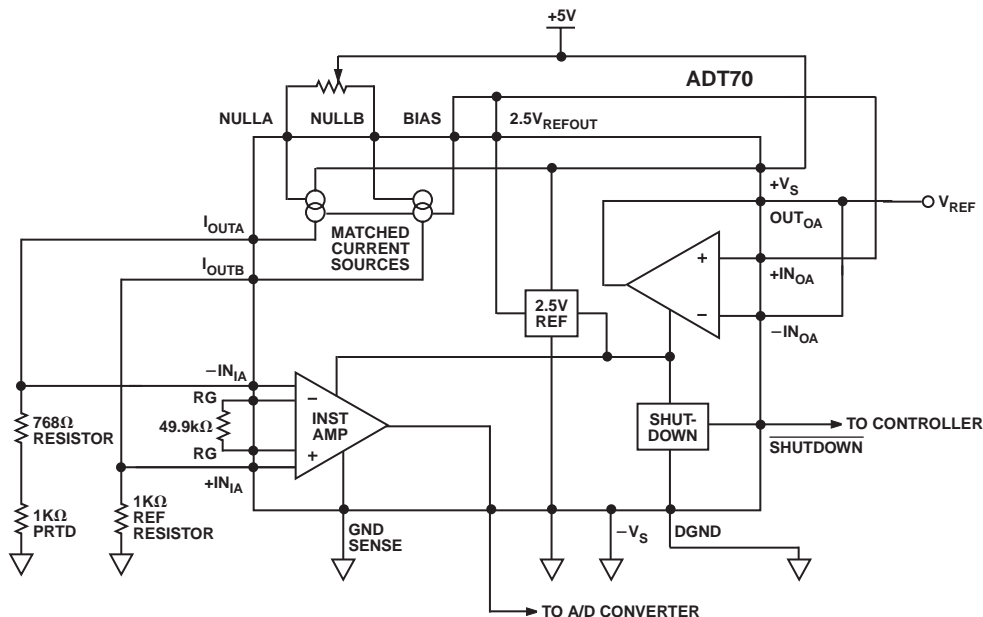 +5V
ADT70
NULLA
NULLB
BIAS
2.5V_REFOUT
+V_S
OUT_OA
V_REF
I_OUTA
MATCHED
CURRENT
SOURCES
+
+IN_OA
I_OUTB
2.5V
REF
−
−IN_OA
−IN_IA
RG
−
768Ω
RESISTOR
49.9kΩ
INST
AMP
SHUT-
DOWN
TO CONTROLLER
SHUTDOWN
RG
+
+IN_IA
1KΩ
PRTD
1KΩ
REF
RESISTOR
GND
SENSE
−V_S
DGND
TO A/D CONVERTER